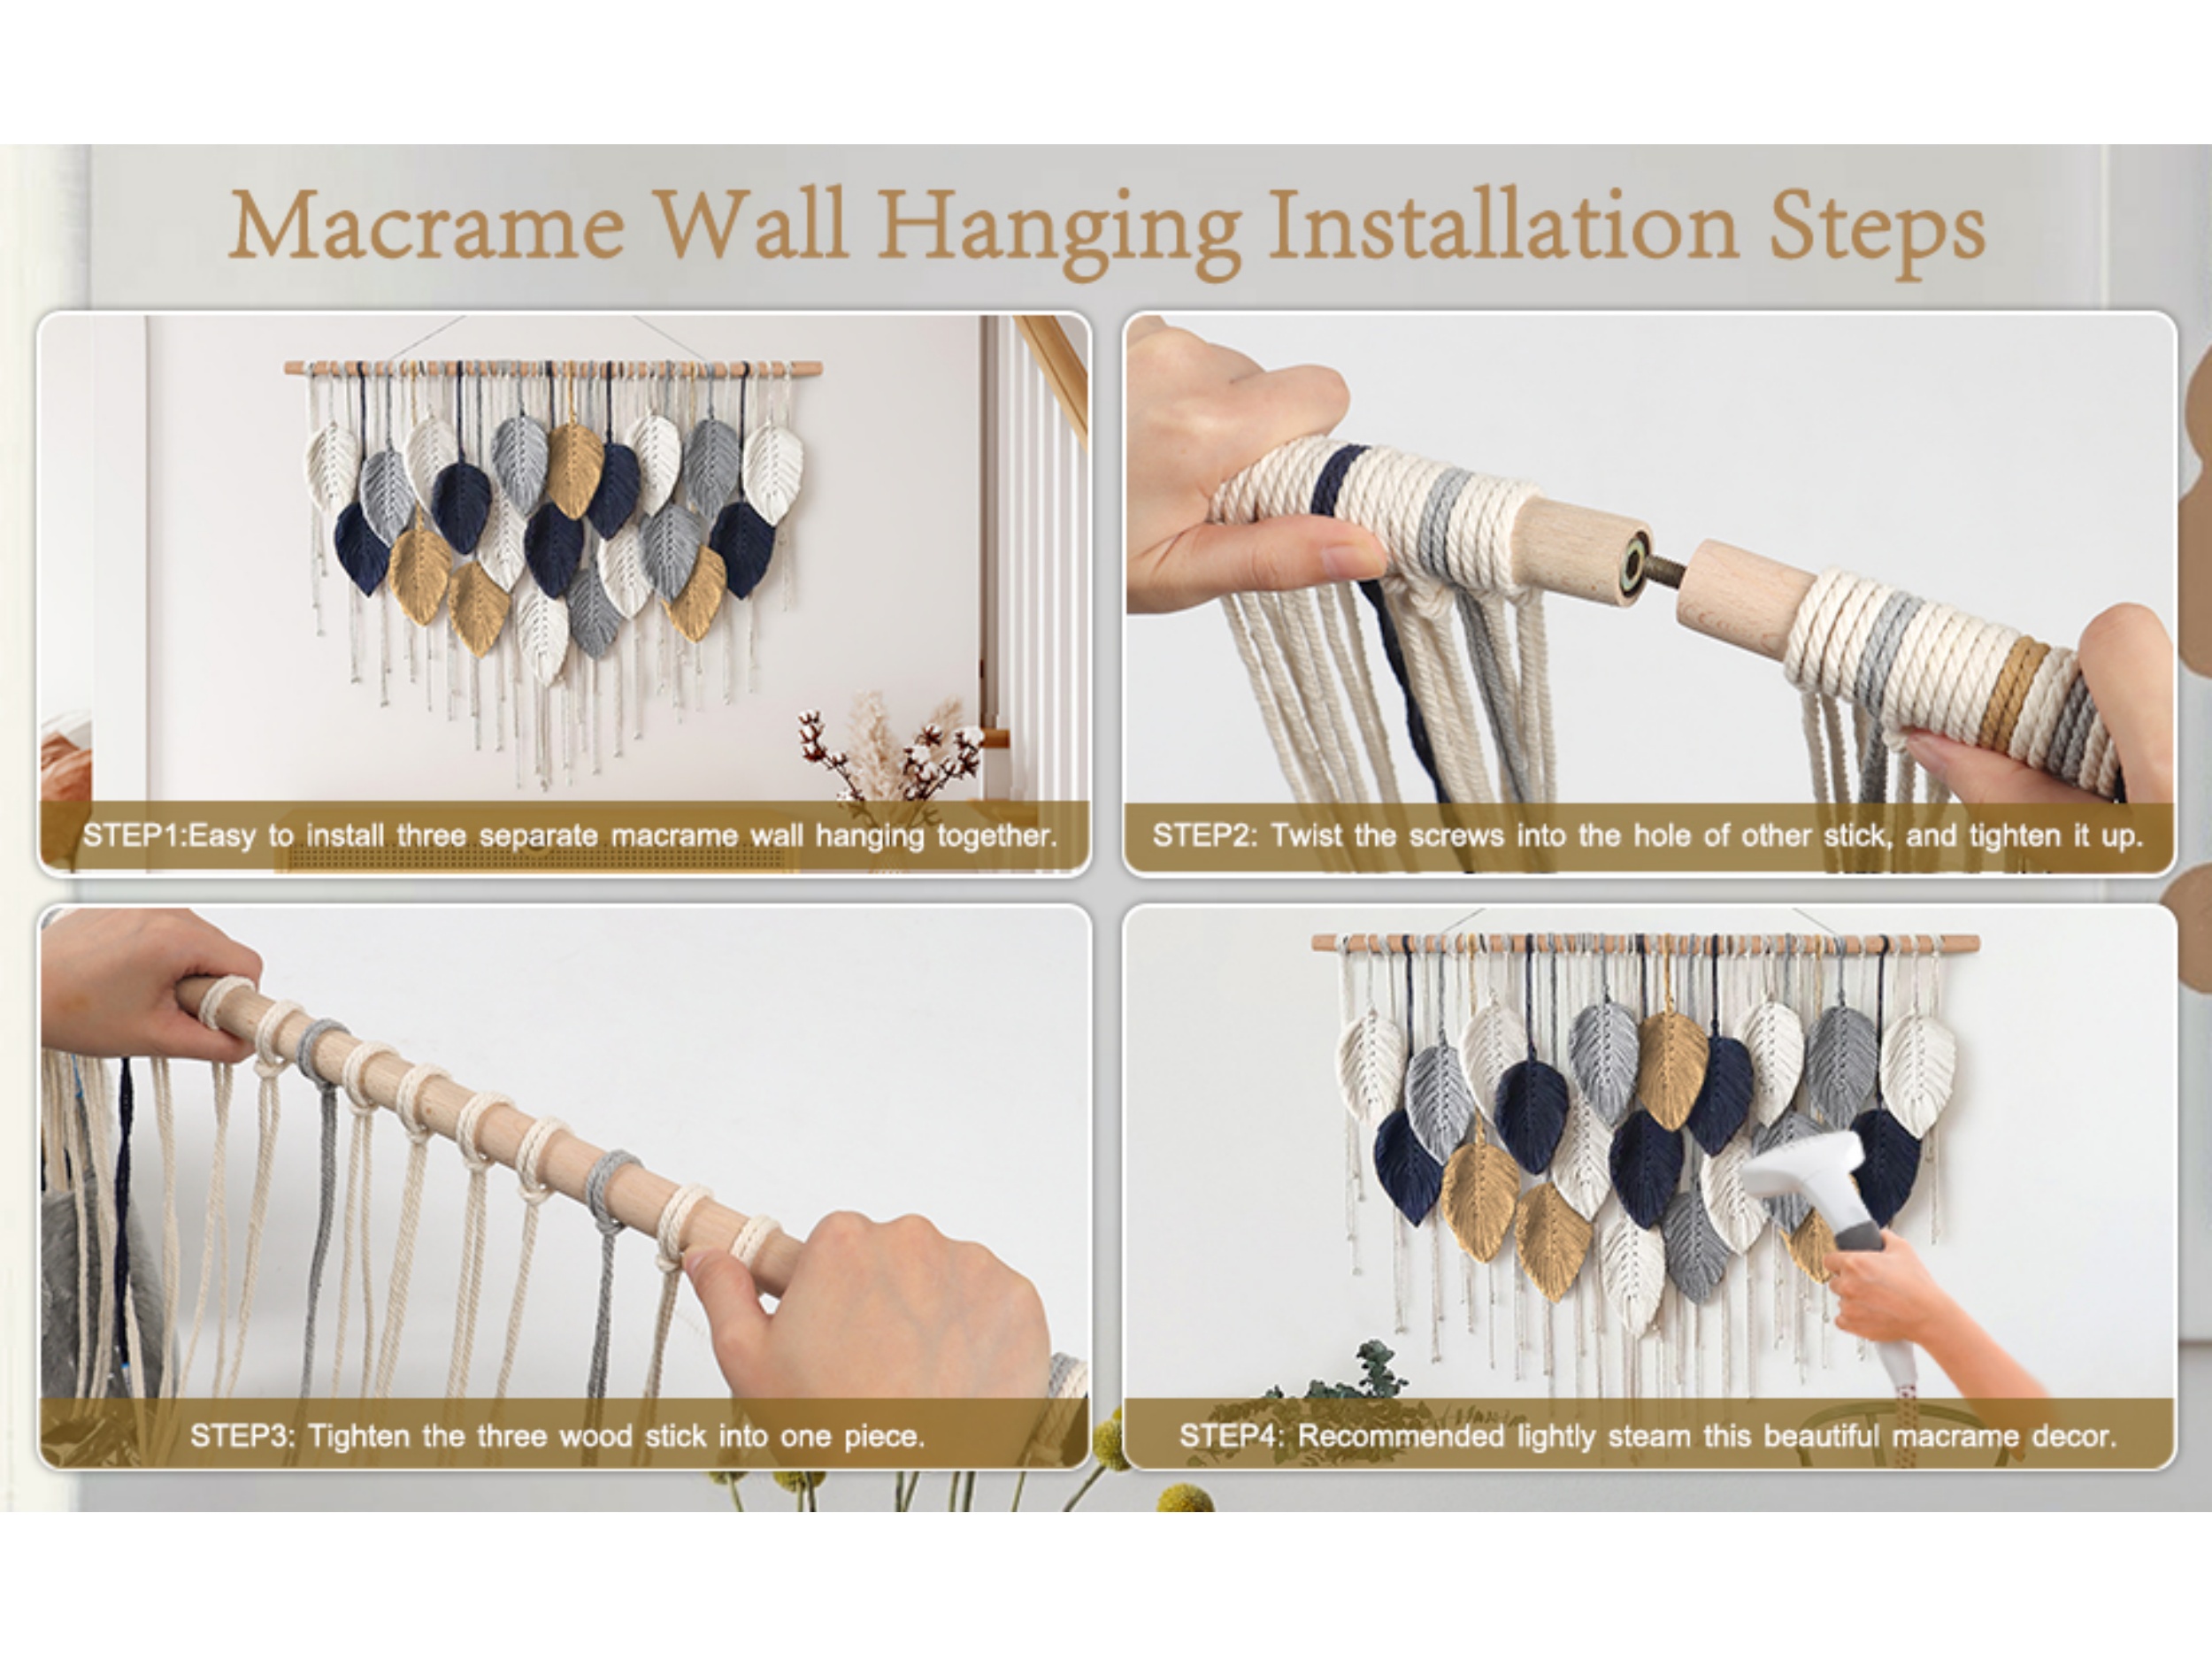 Macrame Wall Hanging Installation Steps
STEP1:Easy to install three separate macrame wall hanging together.
STEP2: Twist the screws into the hole of other stick, and tighten it up.
STEP3: Tighten the three wood stick into one piece.
STEP4: Recommended lightly steam this beautiful macrame decor.